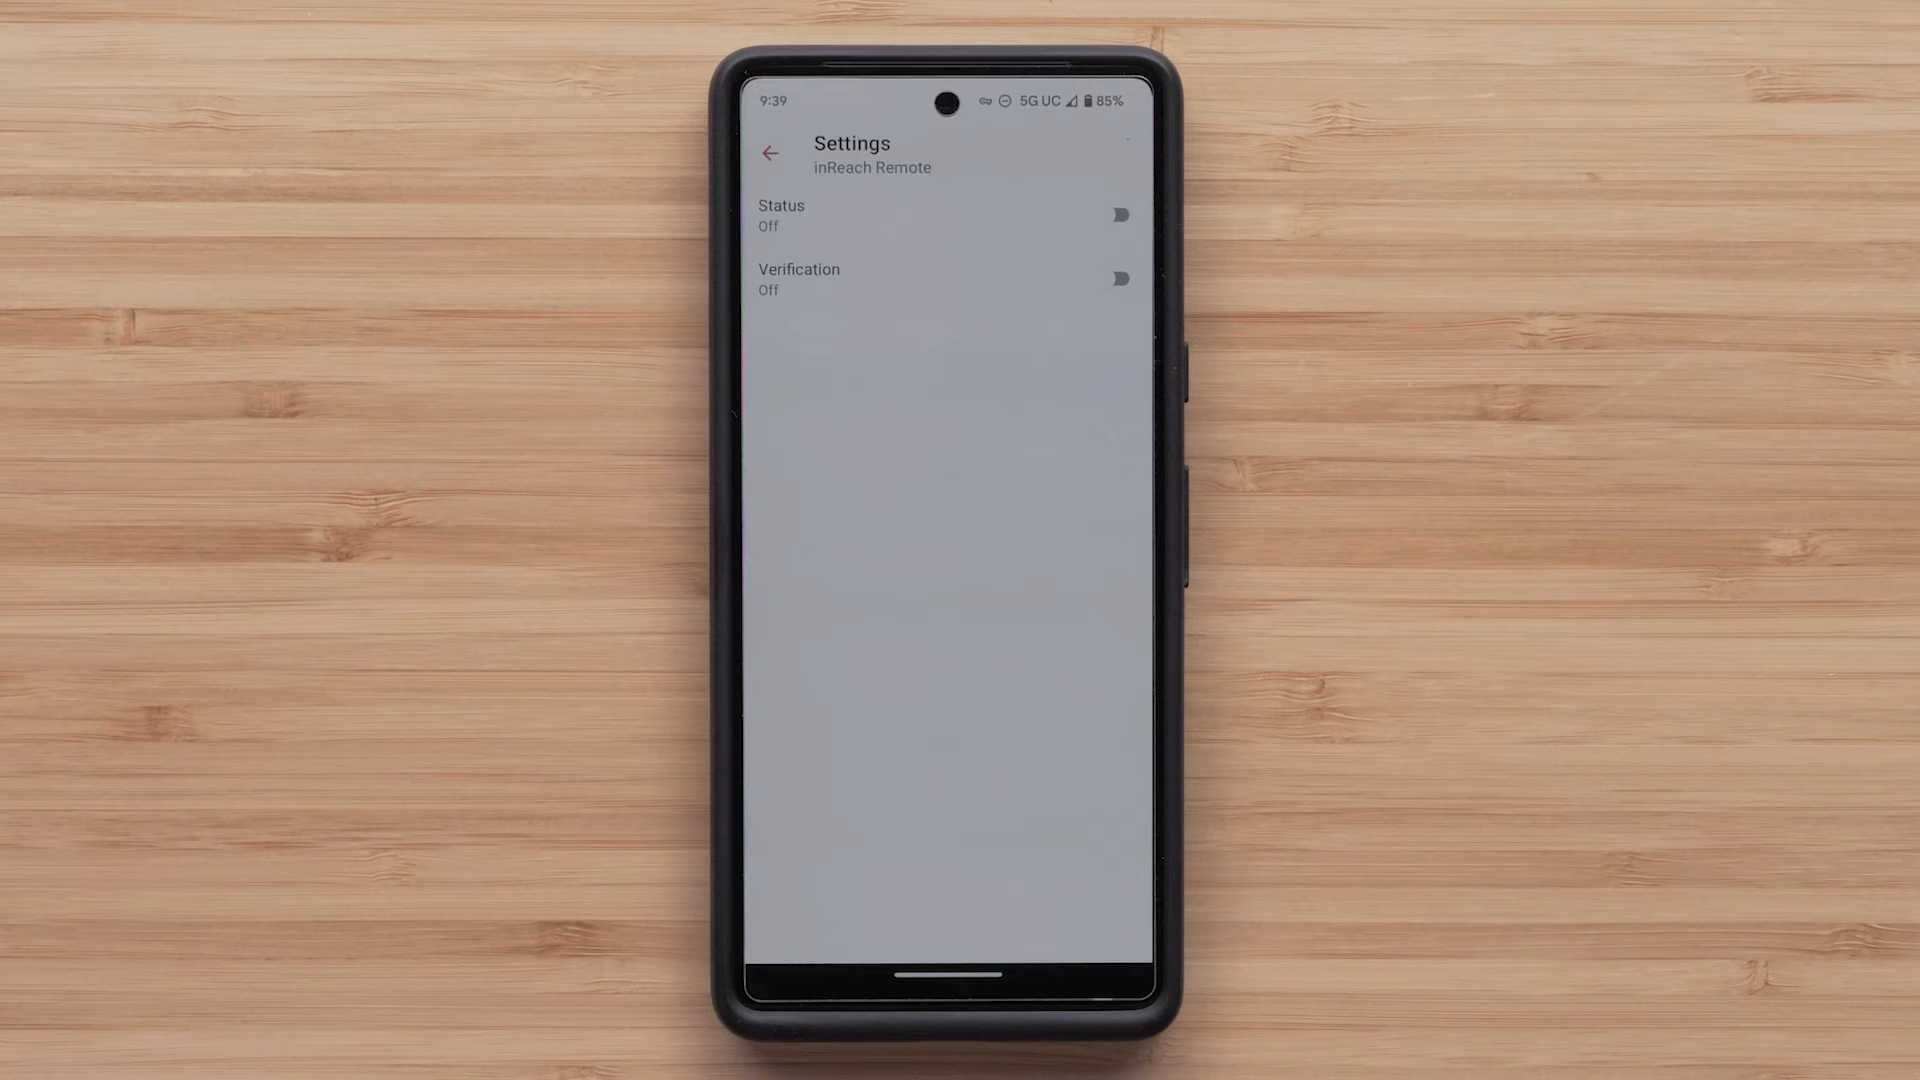 9:39 5G UC 85%
Settings
inReach Remote
Status
Off
Verification
Off